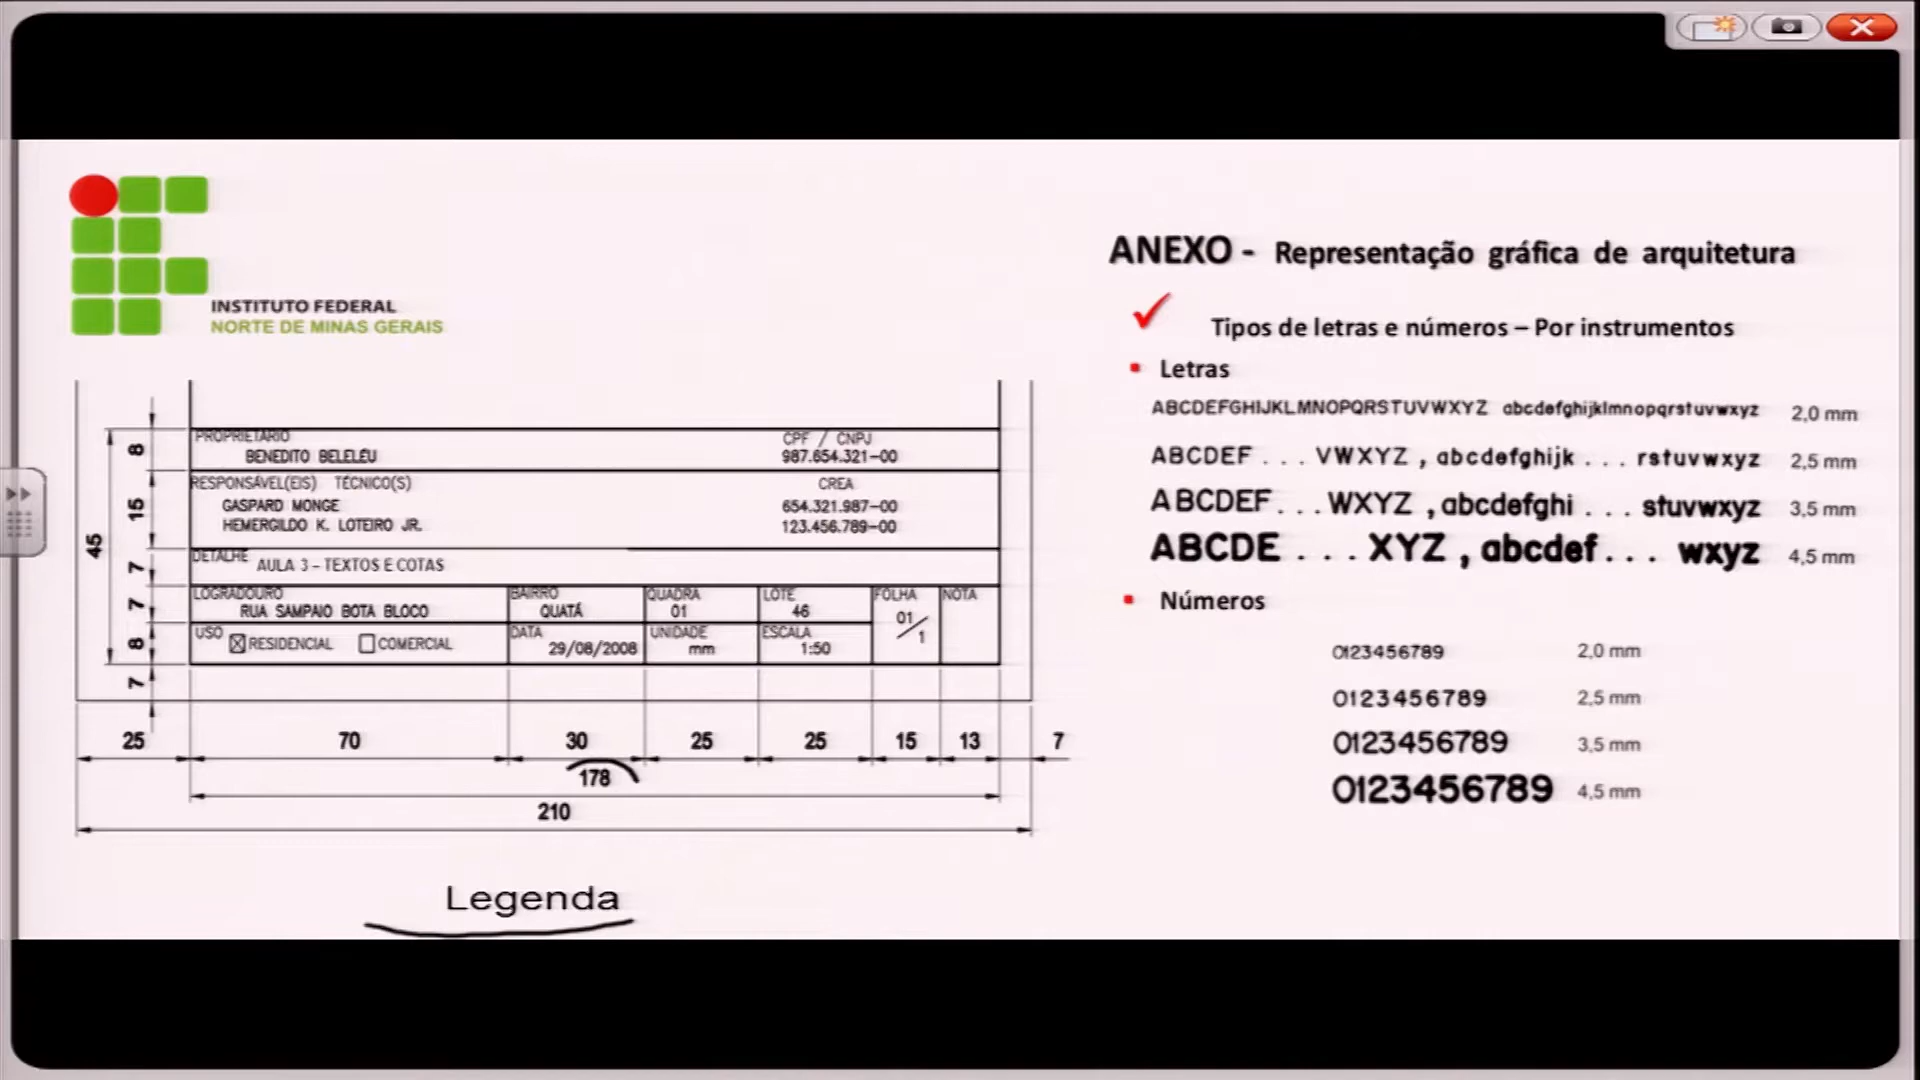 INSTITUTO FEDERAL
NORTE DE MINAS GERAIS
PROPRIETÁRIO CPF / CNPJ
BENEDITO BELELÉU 987.654.321-00
RESPONSÁVEL(EIS) TÉCNICO(S) CREA
GASPARD MONGE 654.321.987-00
HEMERGILDO K. LOTEIRO JR. 123.456.789-00
DETALHE AULA 3 – TEXTOS E COTAS
LOGRADOURO BAIRRO QUADRA LOTE FOLHA NOTA
RUA SAMPAIO BOTA BLOCO QUATÁ 01 46 01/1
USO RESIDENCIAL COMERCIAL DATA UNIDADE ESCALA
29/08/2008 mm 1:50
8
15
45
7
7
8
7
25 70 30 25 25 15 13 7
178
210
Legenda
ANEXO - Representação gráfica de arquitetura
Tipos de letras e números – Por instrumentos
Letras
ABCDEFGHIJKLMNOPQRSTUVWXYZ abcdefghijklmnopqrstuvwxyz 2,0 mm
ABCDEF . . . VWXYZ , abcdefghijk . . . rstuvwxyz 2,5 mm
ABCDEF . . . WXYZ , abcdefghi . . . stuvwxyz 3,5 mm
ABCDE . . . XYZ , abcdef . . . wxyz 4,5 mm
Números
0123456789 2,0 mm
0123456789 2,5 mm
0123456789 3,5 mm
0123456789 4,5 mm